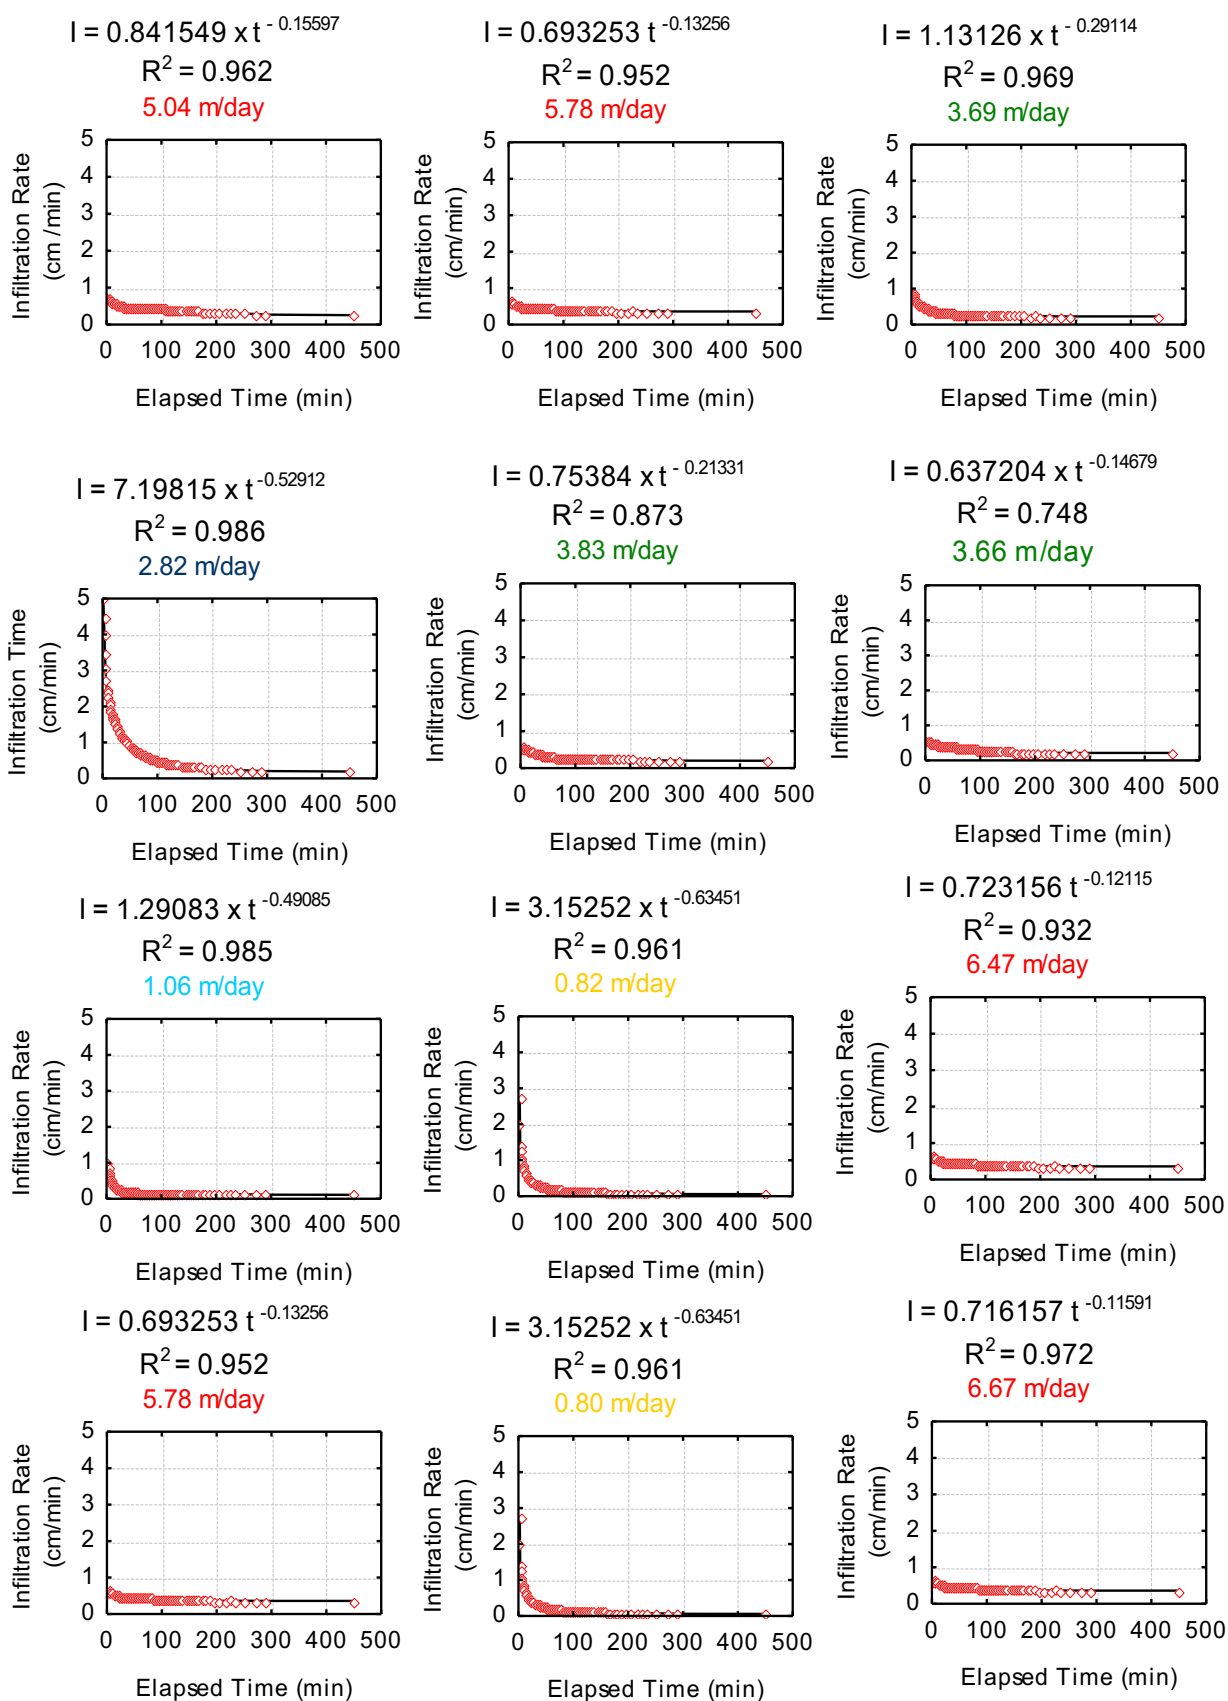 I = 0.841549 x t^-0.15597
R² = 0.962
5.04 m/day
Infiltration Rate
(cm /min)
5
4
3
2
1
0
0 100 200 300 400 500
Elapsed Time (min)
I = 0.693253 t^-0.13256
R² = 0.952
5.78 m/day
Infiltration Rate
(cm/min)
5
4
3
2
1
0
0 100 200 300 400 500
Elapsed Time (min)
I = 1.13126 x t^-0.29114
R² = 0.969
3.69 m/day
Infiltration Rate
(cm/min)
5
4
3
2
1
0
0 100 200 300 400 500
Elapsed Time (min)
I = 7.19815 x t^-0.52912
R² = 0.986
2.82 m/day
Infiltration Time
(cm/min)
5
4
3
2
1
0
0 100 200 300 400 500
Elapsed Time (min)
I = 0.75384 x t^-0.21331
R² = 0.873
3.83 m/day
Infiltration Rate
(cm/min)
5
4
3
2
1
0
0 100 200 300 400 500
Elapsed Time (min)
I = 0.637204 x t^-0.14679
R² = 0.748
3.66 m/day
Infiltration Rate
(cm/min)
5
4
3
2
1
0
0 100 200 300 400 500
Elapsed Time (min)
I = 1.29083 x t^-0.49085
R² = 0.985
1.06 m/day
Infiltration Rate
(cim/min)
5
4
3
2
1
0
0 100 200 300 400 500
Elapsed Time (min)
I = 3.15252 x t^-0.63451
R² = 0.961
0.82 m/day
Infiltration Rate
(cm/min)
5
4
3
2
1
0
0 100 200 300 400 500
Elapsed Time (min)
I = 0.723156 t^-0.12115
R² = 0.932
6.47 m/day
Infiltration Rate
(cm/min)
5
4
3
2
1
0
0 100 200 300 400 500
Elapsed Time (min)
I = 0.693253 t^-0.13256
R² = 0.952
5.78 m/day
Infiltration Rate
(cm/min)
5
4
3
2
1
0
0 100 200 300 400 500
Elapsed Time (min)
I = 3.15252 x t^-0.63451
R² = 0.961
0.80 m/day
Infiltration Rate
(cm/min)
5
4
3
2
1
0
0 100 200 300 400 500
Elapsed Time (min)
I = 0.716157 t^-0.11591
R² = 0.972
6.67 m/day
Infiltration Rate
(cm/min)
5
4
3
2
1
0
0 100 200 300 400 500
Elapsed Time (min)